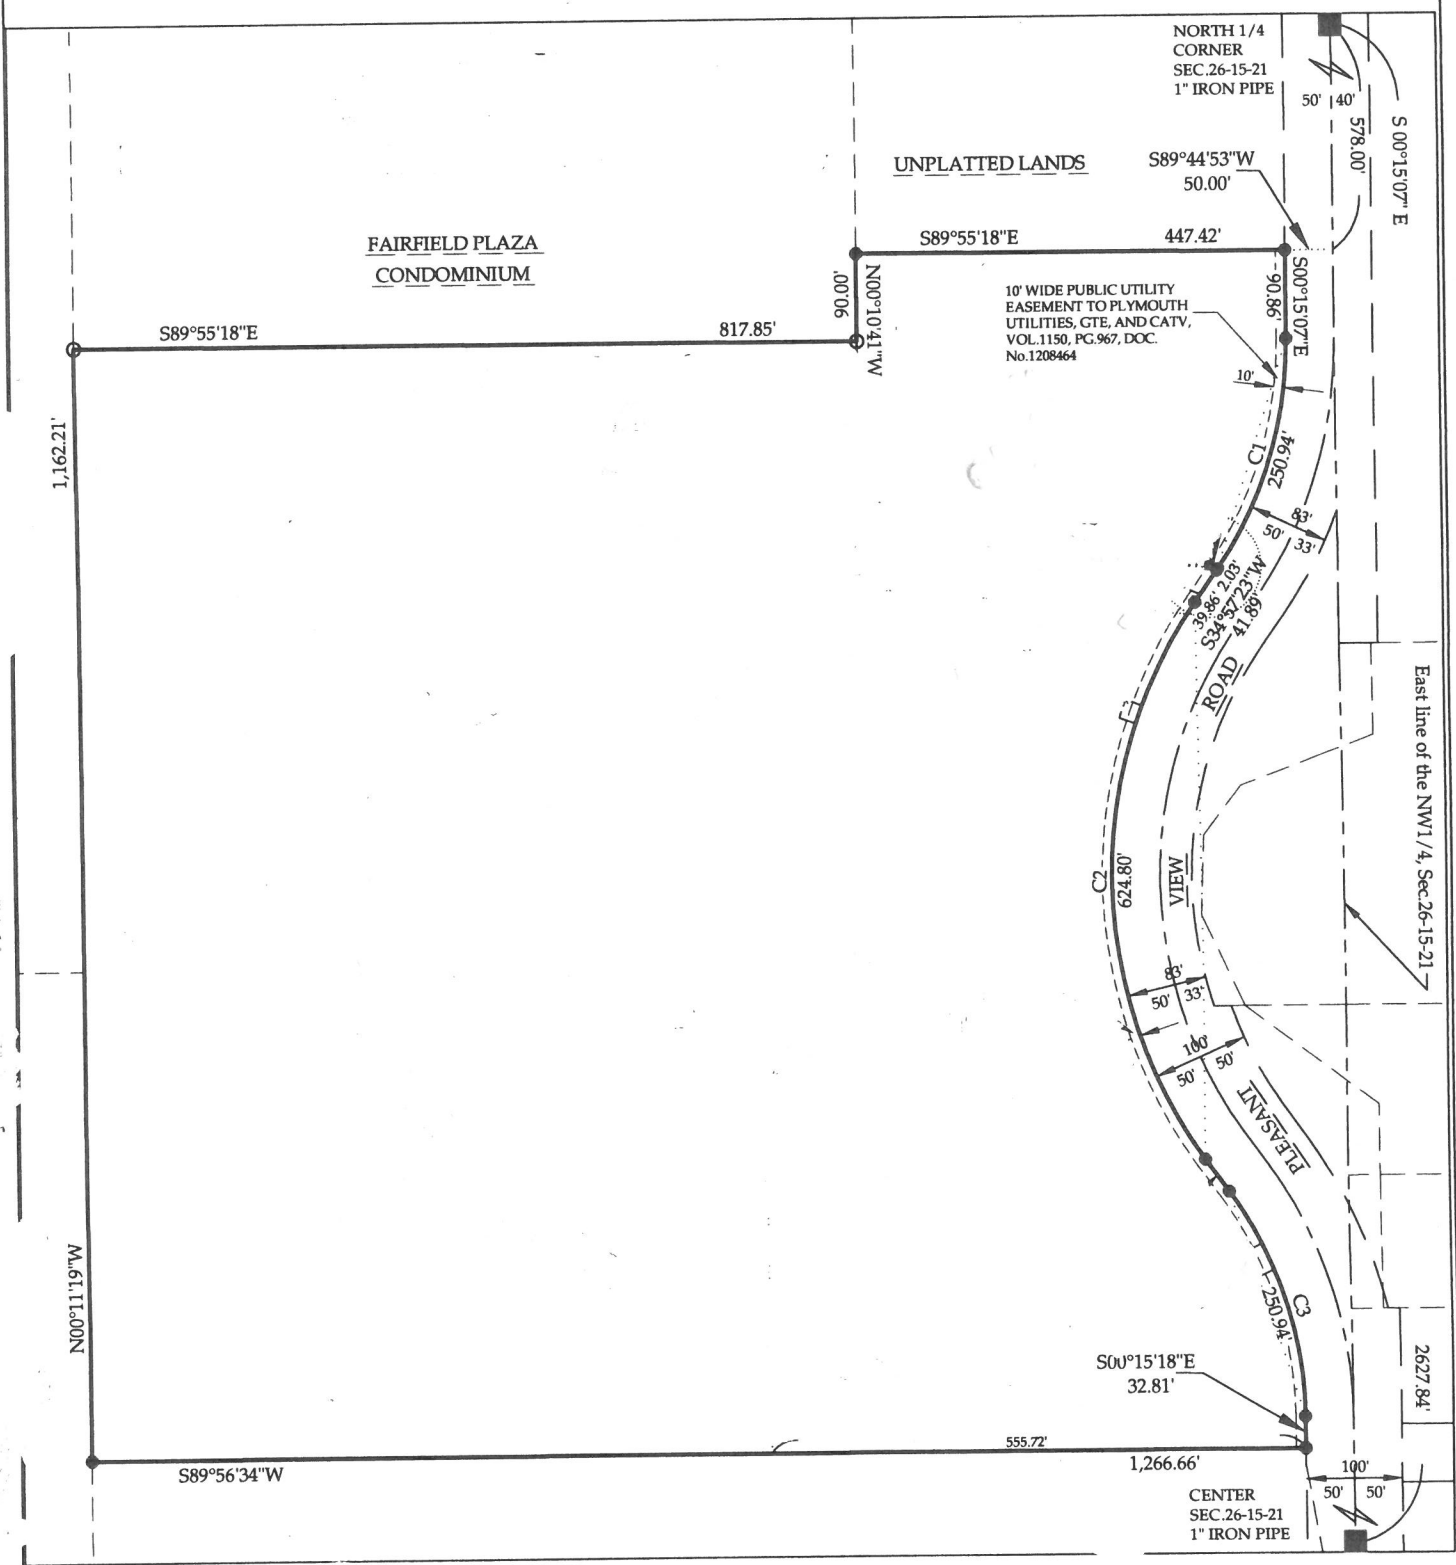 NORTH 1/4
CORNER
SEC.26-15-21
1" IRON PIPE
50' 40'
578.00'
S 00°15'07" E
UNPLATTED LANDS
S89°44'53"W
50.00'
FAIRFIELD PLAZA
CONDOMINIUM
S89°55'18"E 447.42'
S00°15'07"E
90.86'
90.00'
N00°10'41"W
10' WIDE PUBLIC UTILITY
EASEMENT TO PLYMOUTH
UTILITIES, GTE, AND CATV,
VOL.1150, PG.967, DOC.
No.1208464
S89°55'18"E 817.85'
10'
1,162.21'
C1
250.94'
83'
50' 33'
39.86' 2.03'
S34°57'23"W
41.89'
ROAD
East line of the NW1/4, Sec.26-15-21
VIEW
C2
624.80'
83'
50' 33'
100'
50' 50'
PLEASANT
N00°11'19"W
C3
250.94'
S00°15'18"E
32.81'
2627.84'
555.72'
S89°56'34"W 1,266.66'
100'
50' 50'
CENTER
SEC.26-15-21
1" IRON PIPE